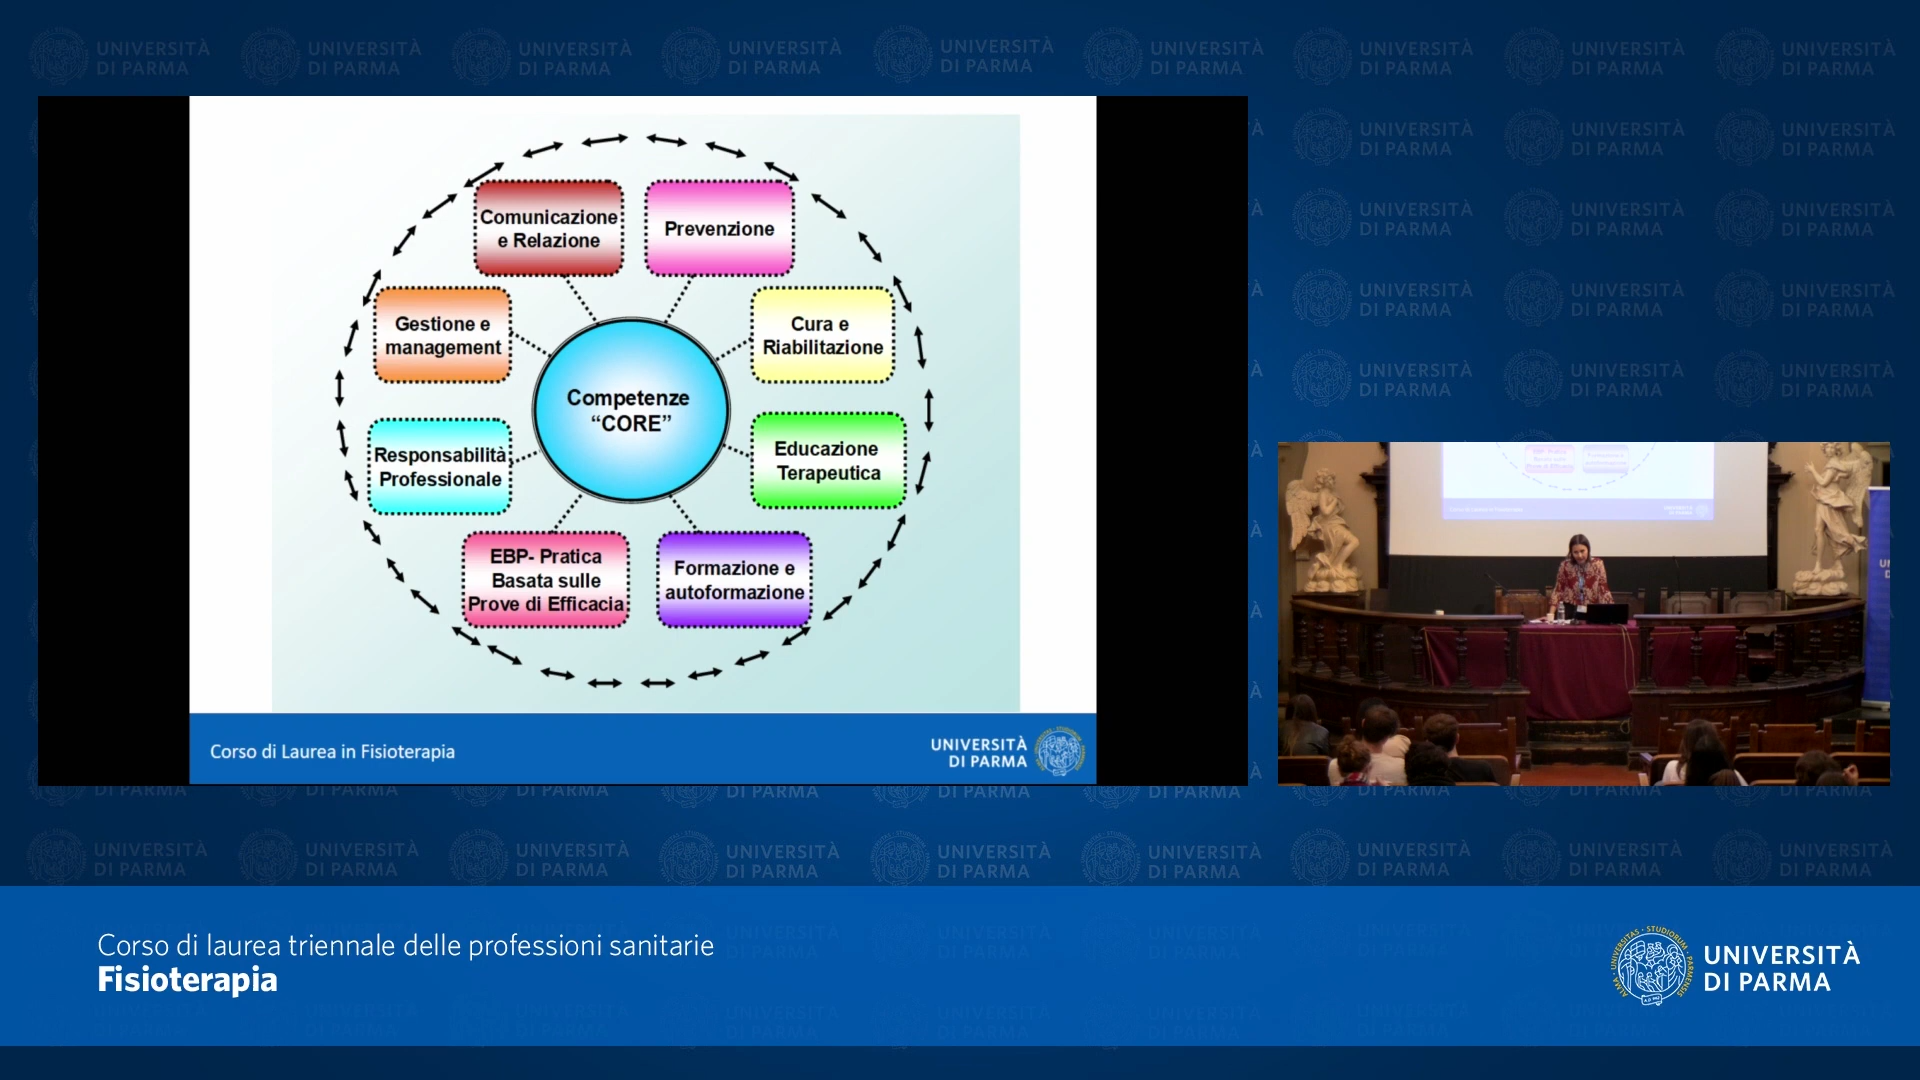 Comunicazione
e Relazione
Prevenzione
Gestione e
management
Cura e
Riabilitazione
Competenze
“CORE”
Responsabilità
Professionale
Educazione
Terapeutica
EBP- Pratica
Basata sulle
Prove di Efficacia
Formazione e
autoformazione
Corso di Laurea in Fisioterapia
UNIVERSITÀ
DI PARMA
Corso di laurea triennale delle professioni sanitarie
Fisioterapia
UNIVERSITÀ
DI PARMA